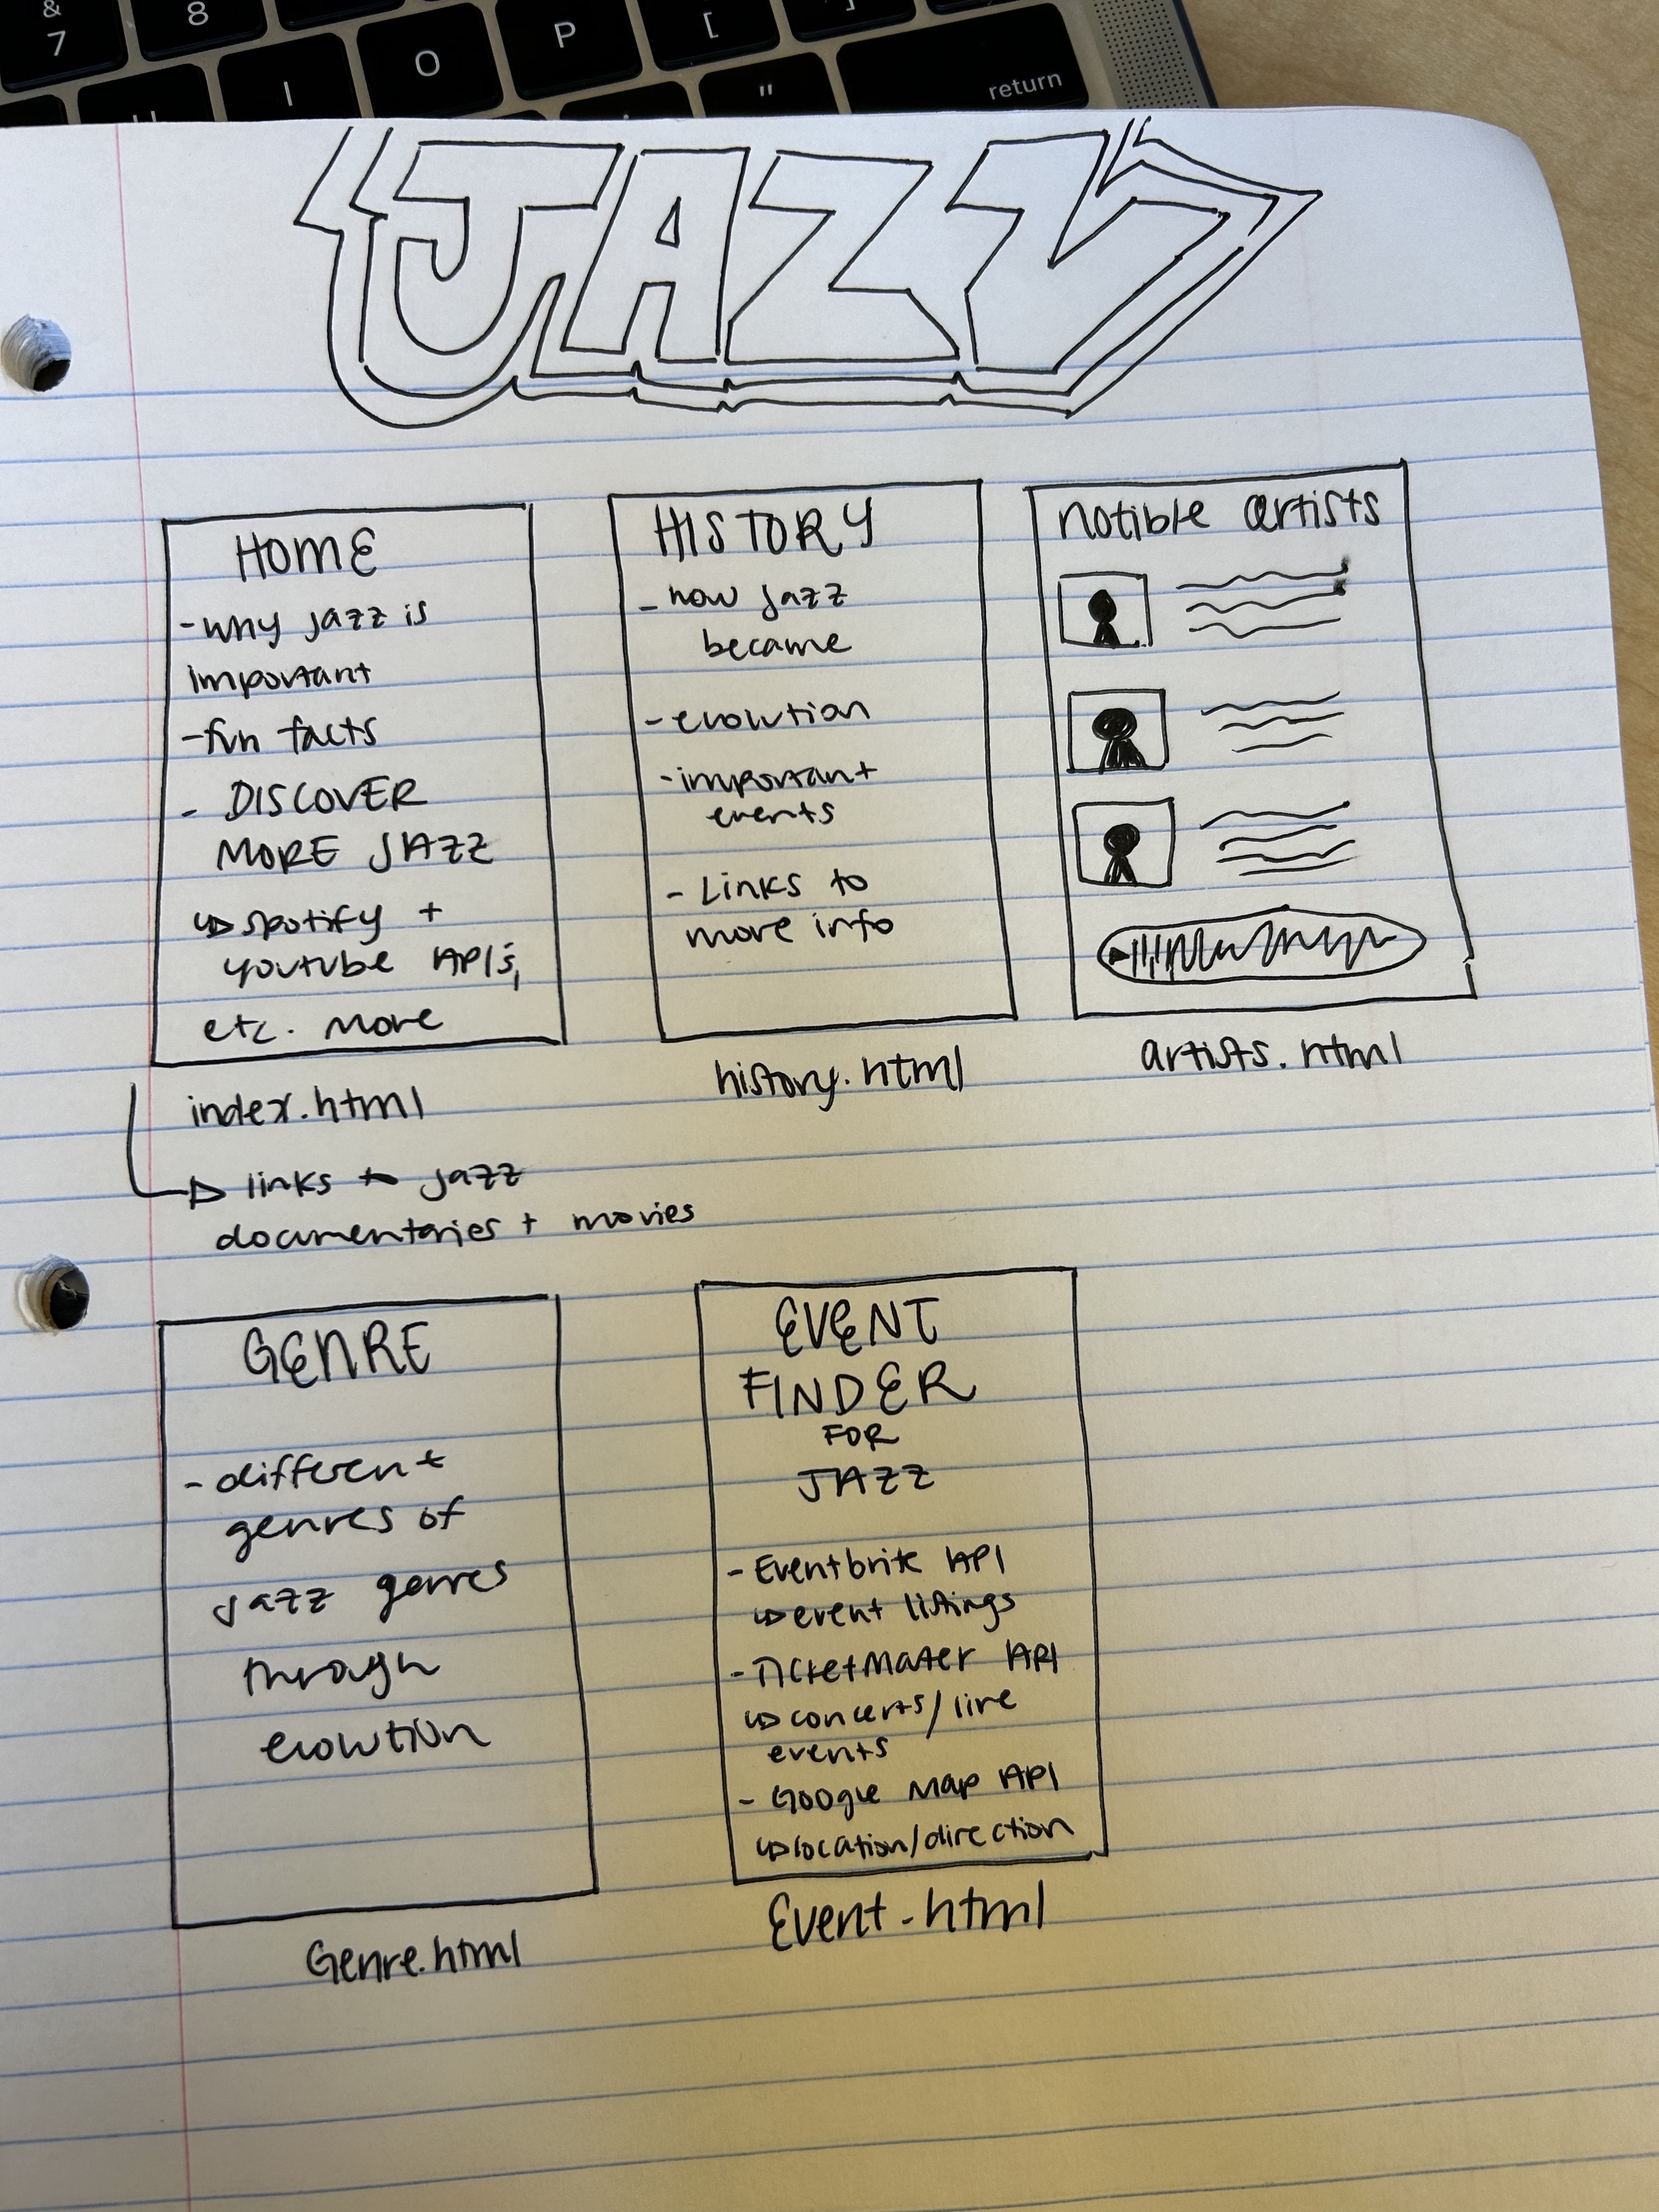 &
7
8
I
O
P
[
]
"
return
JAZZ
HOME
-why jazz is
important
-fun facts
- DISCOVER
MORE JAZZ
↳ spotify +
youtube API's,
etc. more
index.html
↳ links to jazz
documentaries + movies
HISTORY
- how jazz
became
- evolution
- important
events
- Links to
more info
history.html
notible artists
artists.html
GENRE
- different
genres of
jazz genres
through
evolution
Genre.html
EVENT
FINDER
FOR
JAZZ
- Eventbrite API
↳ event listings
- TicketMater API
↳ concerts/live
events
- Google Map API
↳ location/direction
Event.html